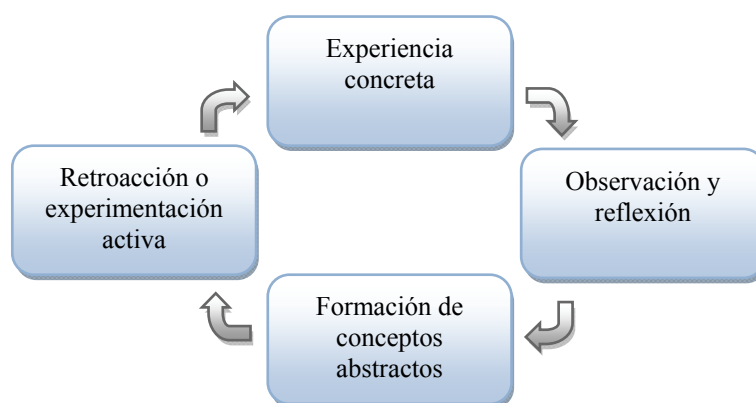 Experiencia
concreta
Observación y
reflexión
Formación de
conceptos
abstractos
Retroacción o
experimentación
activa